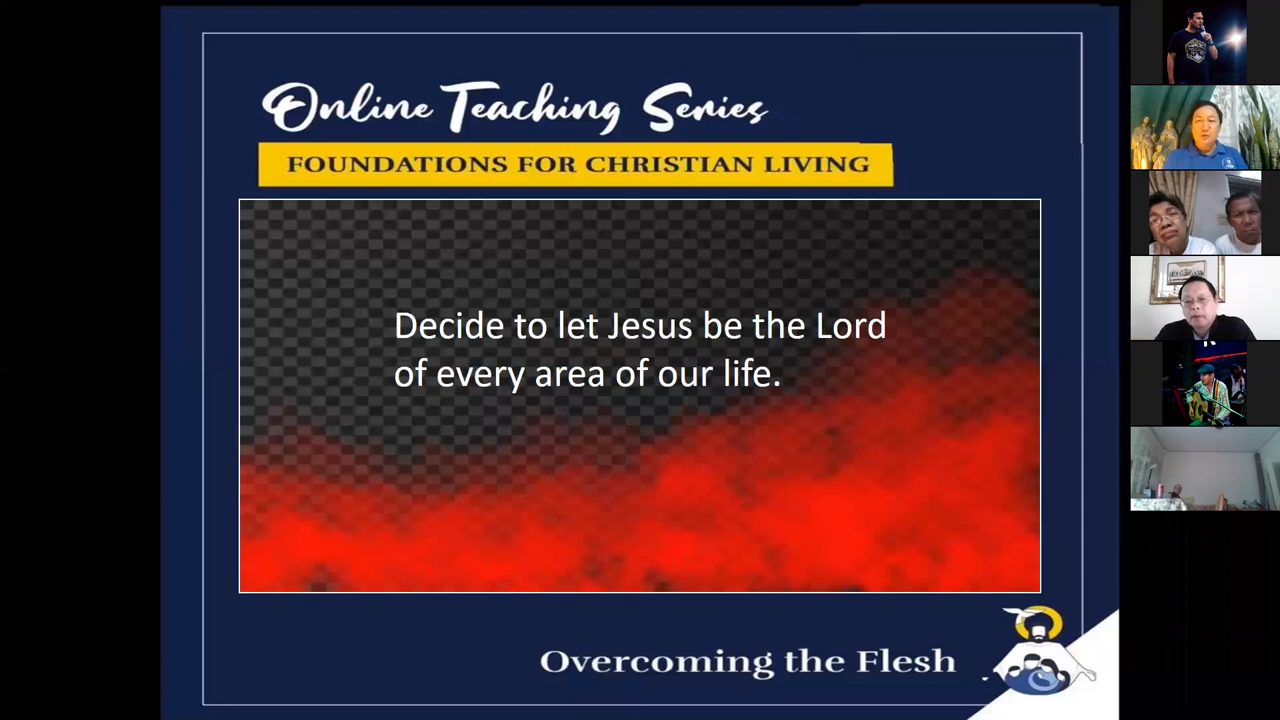 Online Teaching Series
FOUNDATIONS FOR CHRISTIAN LIVING
Decide to let Jesus be the Lord
of every area of our life.
Overcoming the Flesh